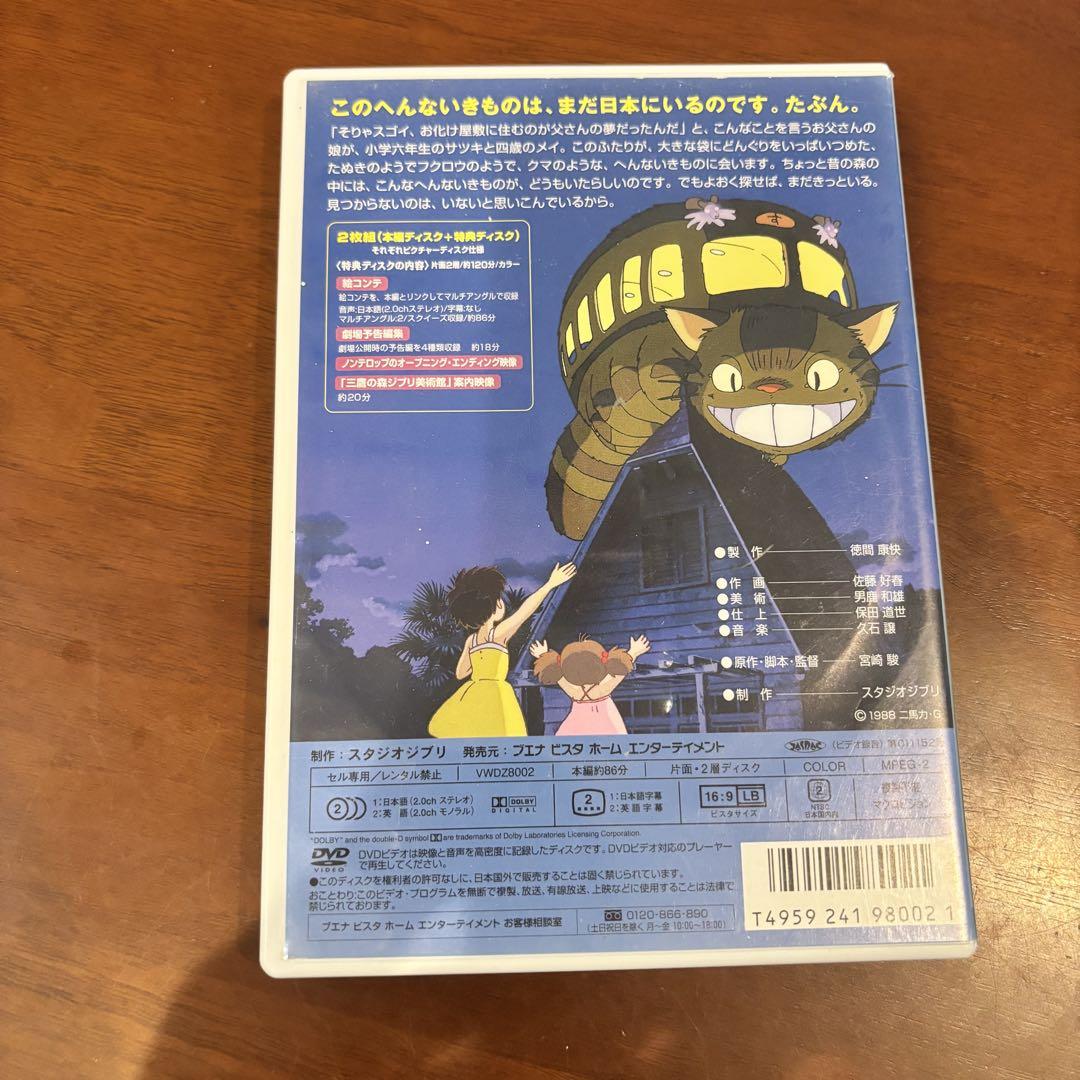 このへんないきものは、まだ日本にいるのです。たぶん。
「そりゃスゴイ、お化け屋敷に住むのが父さんの夢だったんだ」と、こんなことを言うお父さんの
娘が、小学六年生のサツキと四歳のメイ。このふたりが、大きな袋にどんぐりをいっぱいつめた、
たぬきのようでフクロウのようで、クマのような、へんないきものに会います。ちょっと昔の森の
中には、こんなへんないきものが、どうもいたらしいのです。でもよおく探せば、まだきっといる。
見つからないのは、いないと思いこんでいるから。
す
2枚組(本編ディスク+特典ディスク)
それぞれピクチャーディスク仕様
〈特典ディスクの内容〉片面2層/約120分/カラー
絵コンテ
絵コンテを、本編とリンクしてマルチアングルで収録
音声:日本語(2.0chステレオ)/字幕:なし
マルチアングル:2/スクイーズ収録/約86分
劇場予告編集
劇場公開時の予告編を4種類収録 約18分
ノンテロップのオープニング・エンディング映像
「三鷹の森ジブリ美術館」案内映像
約20分
●製 作 徳間 康快
●作 画 佐藤 好春
●美 術 男鹿 和雄
●仕 上 保田 道世
●音 楽 久石 譲
●原作・脚本・監督 宮崎 駿
●制 作 スタジオジブリ
©1988 二馬力・G
制作:スタジオジブリ 発売元:ブエナ ビスタ ホーム エンターテイメント
JASRAC (ビデオ録音)
セル専用/レンタル禁止 VWDZ8002 本編約86分 片面・2層ディスク COLOR MPEG-2 複製不能
2 1:日本語(2.0ch ステレオ) DOLBY DIGITAL 2 1:日本語字幕 16:9 LB 2 マクロビジョン
2:英 語(2.0ch モノラル) 2:英語字幕 ビスタサイズ NTSC 日本国内向
"DOLBY" and the double-D symbol are trademarks of Dolby Laboratories Licensing Corporation.
DVD VIDEO DVDビデオは映像と音声を高密度に記録したディスクです。DVDビデオ対応のプレーヤー
で再生してください。
●このディスクを権利者の許可なしに、日本国外で販売することは固く禁じられています。
おことわり:このビデオ・プログラムを無断で複製、放送、有線放送、上映などに使用することは法律で
禁じられております。
ブエナ ビスタ ホーム エンターテイメント お客様相談室 0120-866-890
(土日祝日を除く 月~金 10:00~18:00)
T4959 241 98002 1